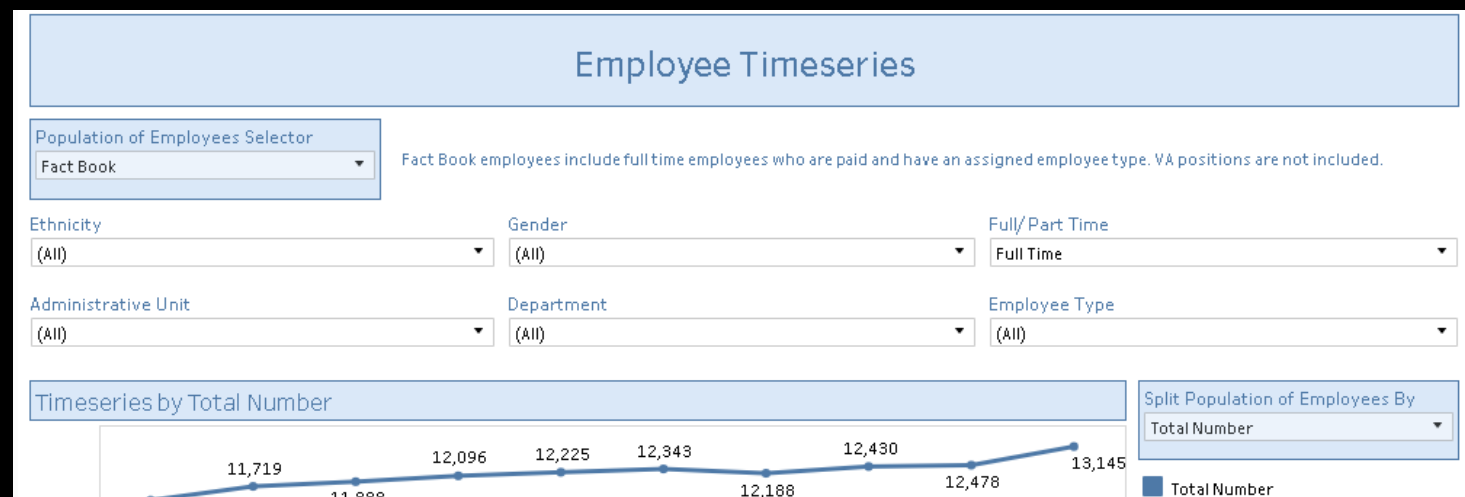 Employee Timeseries
Population of Employees Selector
Fact Book
Fact Book employees include full time employees who are paid and have an assigned employee type. VA positions are not included.
Ethnicity
Gender
Full/Part Time
(All)
(All)
Full Time
Administrative Unit
Department
Employee Type
(All)
(All)
(All)
Timeseries by Total Number
Split Population of Employees By
Total Number
11,719
12,096
12,225
12,343
12,188
12,430
12,478
13,145
Total Number